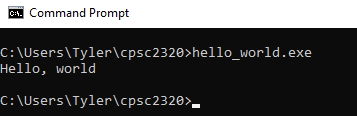 Command Prompt
C:\Users\Tyler\cpsc2320>hello_world.exe
Hello, world
C:\Users\Tyler\cpsc2320>